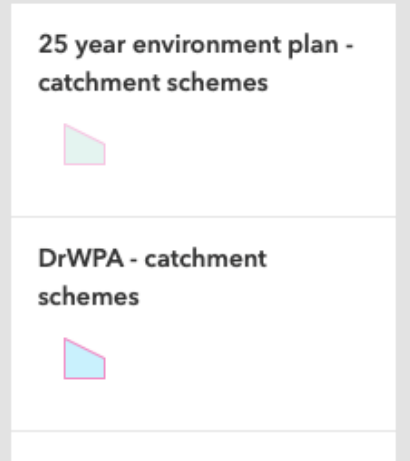 25 year environment plan -
catchment schemes
DrWPA - catchment
schemes